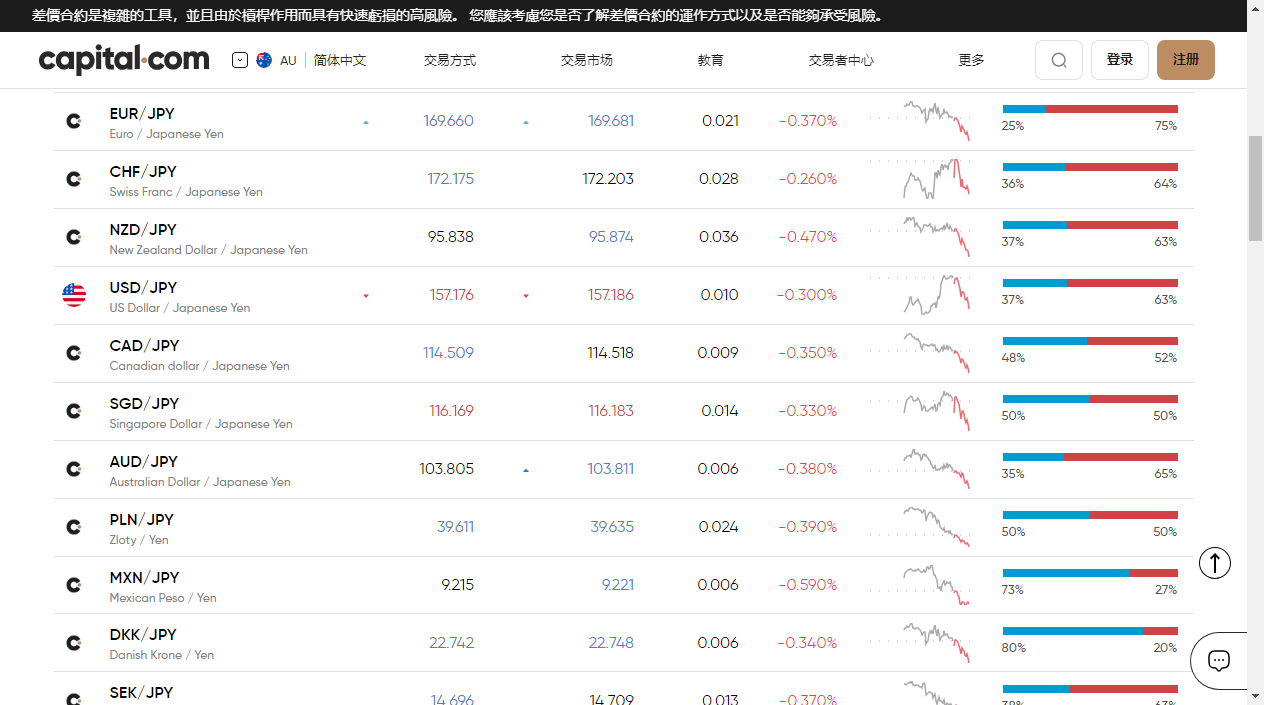 差價合約是複雜的工具，並且由於槓桿作用而具有快速虧損的高風險。 您應該考慮您是否了解差價合約的運作方式以及是否能夠承受風險。
capital.com AU 简体中文 交易方式 交易市场 教育 交易者中心 更多 登录 注册
EUR/JPY 169.660 169.681 0.021 -0.370%
Euro / Japanese Yen 25% 75%
CHF/JPY 172.175 172.203 0.028 -0.260%
Swiss Franc / Japanese Yen 36% 64%
NZD/JPY 95.838 95.874 0.036 -0.470%
New Zealand Dollar / Japanese Yen 37% 63%
USD/JPY 157.176 157.186 0.010 -0.300%
US Dollar / Japanese Yen 37% 63%
CAD/JPY 114.509 114.518 0.009 -0.350%
Canadian dollar / Japanese Yen 48% 52%
SGD/JPY 116.169 116.183 0.014 -0.330%
Singapore Dollar / Japanese Yen 50% 50%
AUD/JPY 103.805 103.811 0.006 -0.380%
Australian Dollar / Japanese Yen 35% 65%
PLN/JPY 39.611 39.635 0.024 -0.390%
Zloty / Yen 50% 50%
MXN/JPY 9.215 9.221 0.006 -0.590%
Mexican Peso / Yen 73% 27%
DKK/JPY 22.742 22.748 0.006 -0.340%
Danish Krone / Yen 80% 20%
SEK/JPY 14.696 14.709 0.013 -0.370%